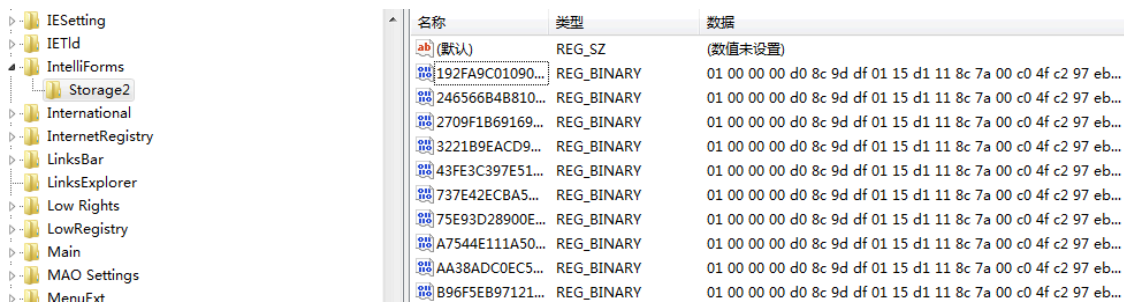 IESetting
IETld
IntelliForms
Storage2
International
InternetRegistry
LinksBar
LinksExplorer
Low Rights
LowRegistry
Main
MAO Settings
MenuExt
名称 类型 数据
(默认) REG_SZ (数值未设置)
192FA9C01090... REG_BINARY 01 00 00 00 d0 8c 9d df 01 15 d1 11 8c 7a 00 c0 4f c2 97 eb...
246566B4B810... REG_BINARY 01 00 00 00 d0 8c 9d df 01 15 d1 11 8c 7a 00 c0 4f c2 97 eb...
2709F1B69169... REG_BINARY 01 00 00 00 d0 8c 9d df 01 15 d1 11 8c 7a 00 c0 4f c2 97 eb...
3221B9EACD9... REG_BINARY 01 00 00 00 d0 8c 9d df 01 15 d1 11 8c 7a 00 c0 4f c2 97 eb...
43FE3C397E51... REG_BINARY 01 00 00 00 d0 8c 9d df 01 15 d1 11 8c 7a 00 c0 4f c2 97 eb...
737E42ECBA5... REG_BINARY 01 00 00 00 d0 8c 9d df 01 15 d1 11 8c 7a 00 c0 4f c2 97 eb...
75E93D28900E... REG_BINARY 01 00 00 00 d0 8c 9d df 01 15 d1 11 8c 7a 00 c0 4f c2 97 eb...
A7544E111A50... REG_BINARY 01 00 00 00 d0 8c 9d df 01 15 d1 11 8c 7a 00 c0 4f c2 97 eb...
AA38ADC0EC5... REG_BINARY 01 00 00 00 d0 8c 9d df 01 15 d1 11 8c 7a 00 c0 4f c2 97 eb...
B96F5EB97121... REG_BINARY 01 00 00 00 d0 8c 9d df 01 15 d1 11 8c 7a 00 c0 4f c2 97 eb...